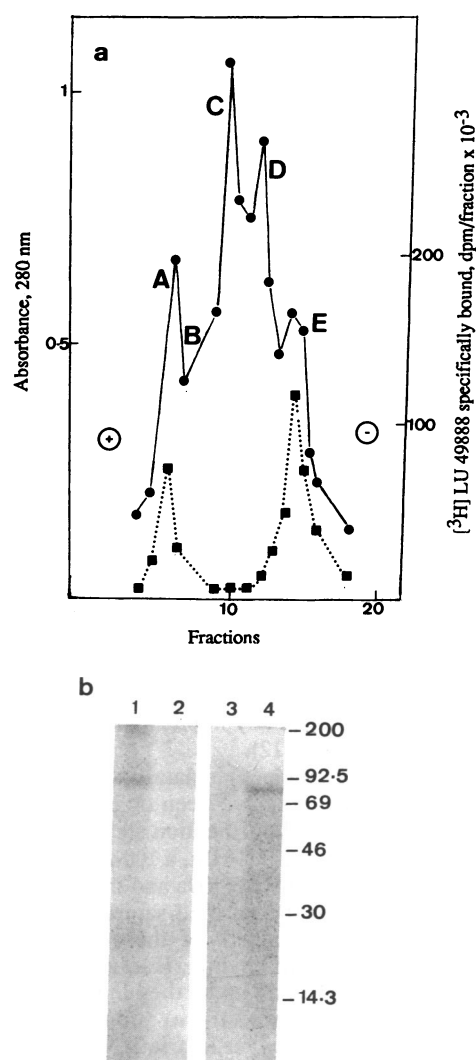 a
1
C
D
A
B
E
0·5
200
100
+
-
10
20
Absorbance, 280 nm
[³H] LU 49888 specifically bound, dpm/fraction x 10⁻³
Fractions
b
1 2 3 4
200
92·5
69
46
30
14·3